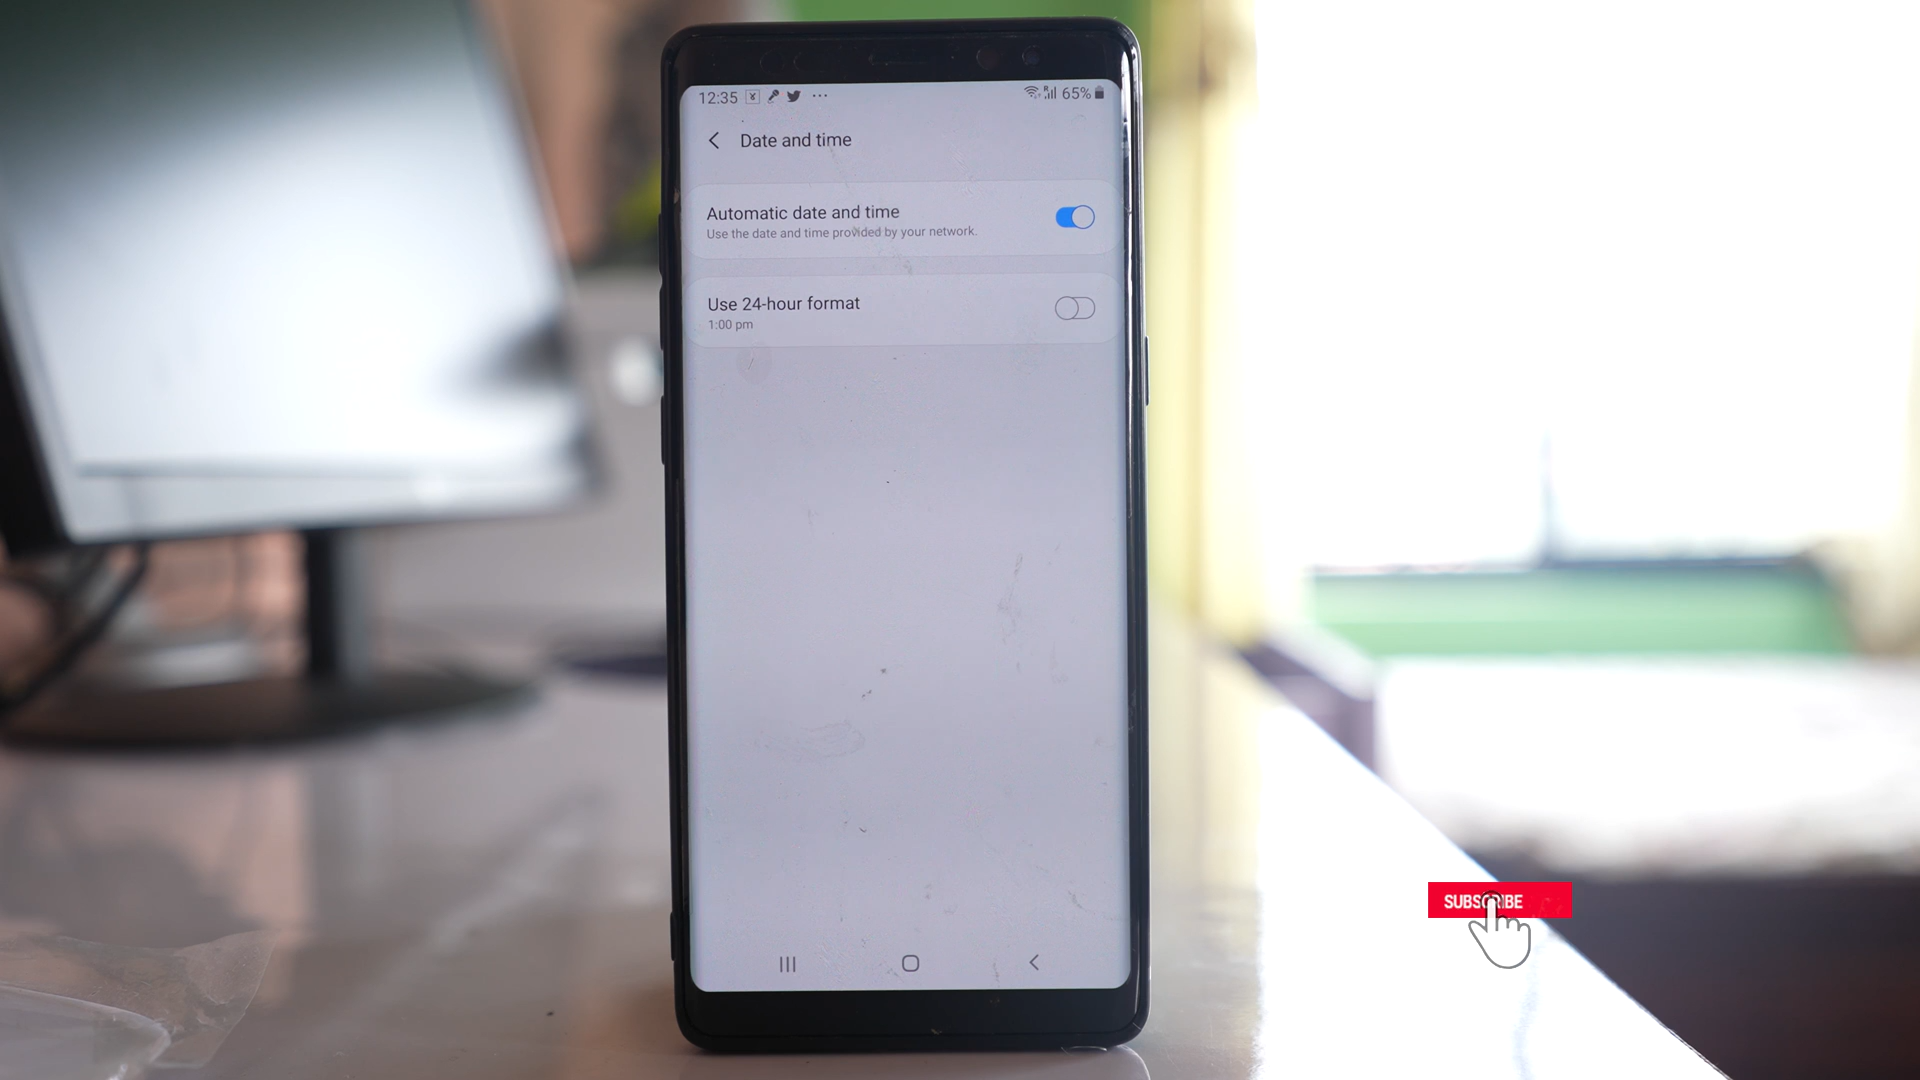 12:35 65%
Date and time
Automatic date and time
Use the date and time provided by your network.
Use 24-hour format
1:00 pm
SUBSCRIBE